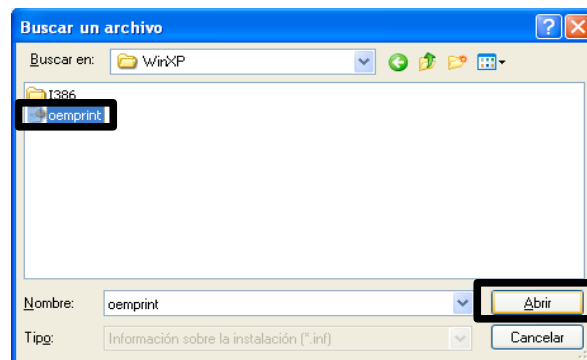 Buscar un archivo
Buscar en: WinXP
I386
oemprint
Nombre: oemprint Abrir
Tipo: Información sobre la instalación (*.inf) Cancelar